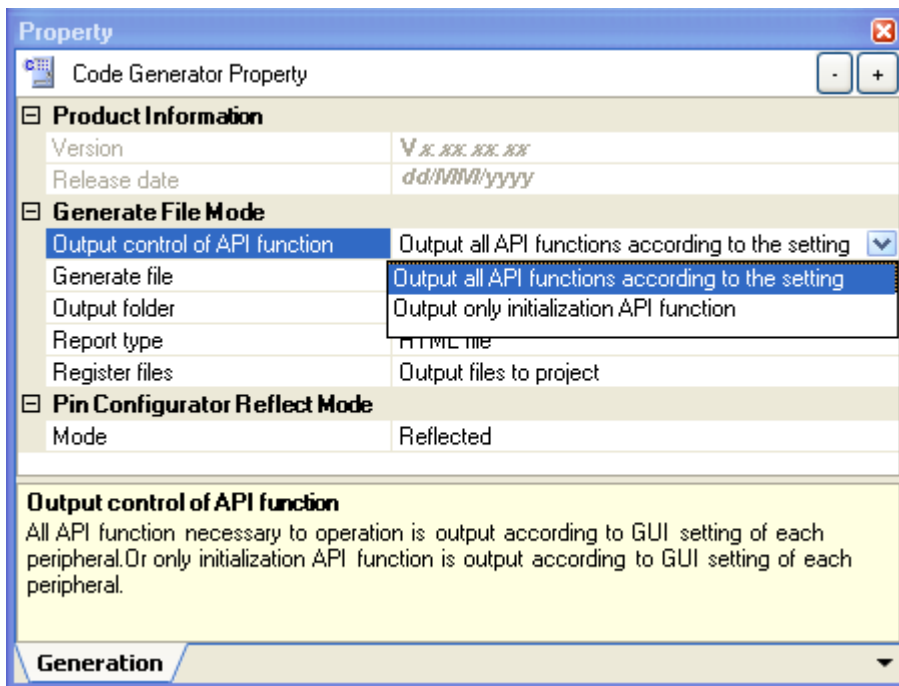 Property
Code Generator Property
- +
Product Information
Version V x.xx.xx.xx
Release date dd/MM/yyyy
Generate File Mode
Output control of API function Output all API functions according to the setting
Generate file Output all API functions according to the setting
Output folder Output only initialization API function
Report type HTML file
Register files Output files to project
Pin Configurator Reflect Mode
Mode Reflected
Output control of API function
All API function necessary to operation is output according to GUI setting of each
peripheral.Or only initialization API function is output according to GUI setting of each
peripheral.
Generation